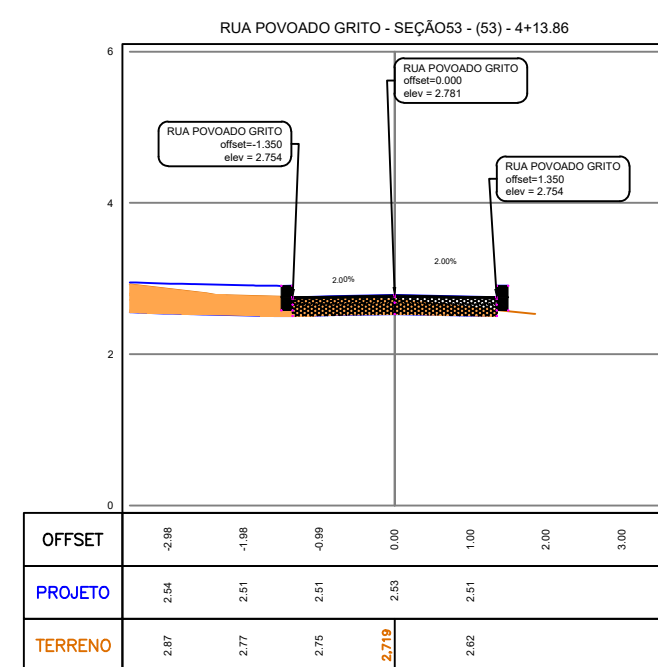 RUA POVOADO GRITO - SEÇÃO53 - (53) - 4+13.86
6
RUA POVOADO GRITO
offset=0.000
elev = 2.781
RUA POVOADO GRITO
offset=-1.350
elev = 2.754
RUA POVOADO GRITO
offset=1.350
elev = 2.754
4
2.00%
2.00%
2
0
OFFSET -2.98 -1.98 -0.99 0.00 1.00 2.00 3.00
PROJETO 2.54 2.51 2.51 2.53 2.51
TERRENO 2.87 2.77 2.75 2,719 2.62